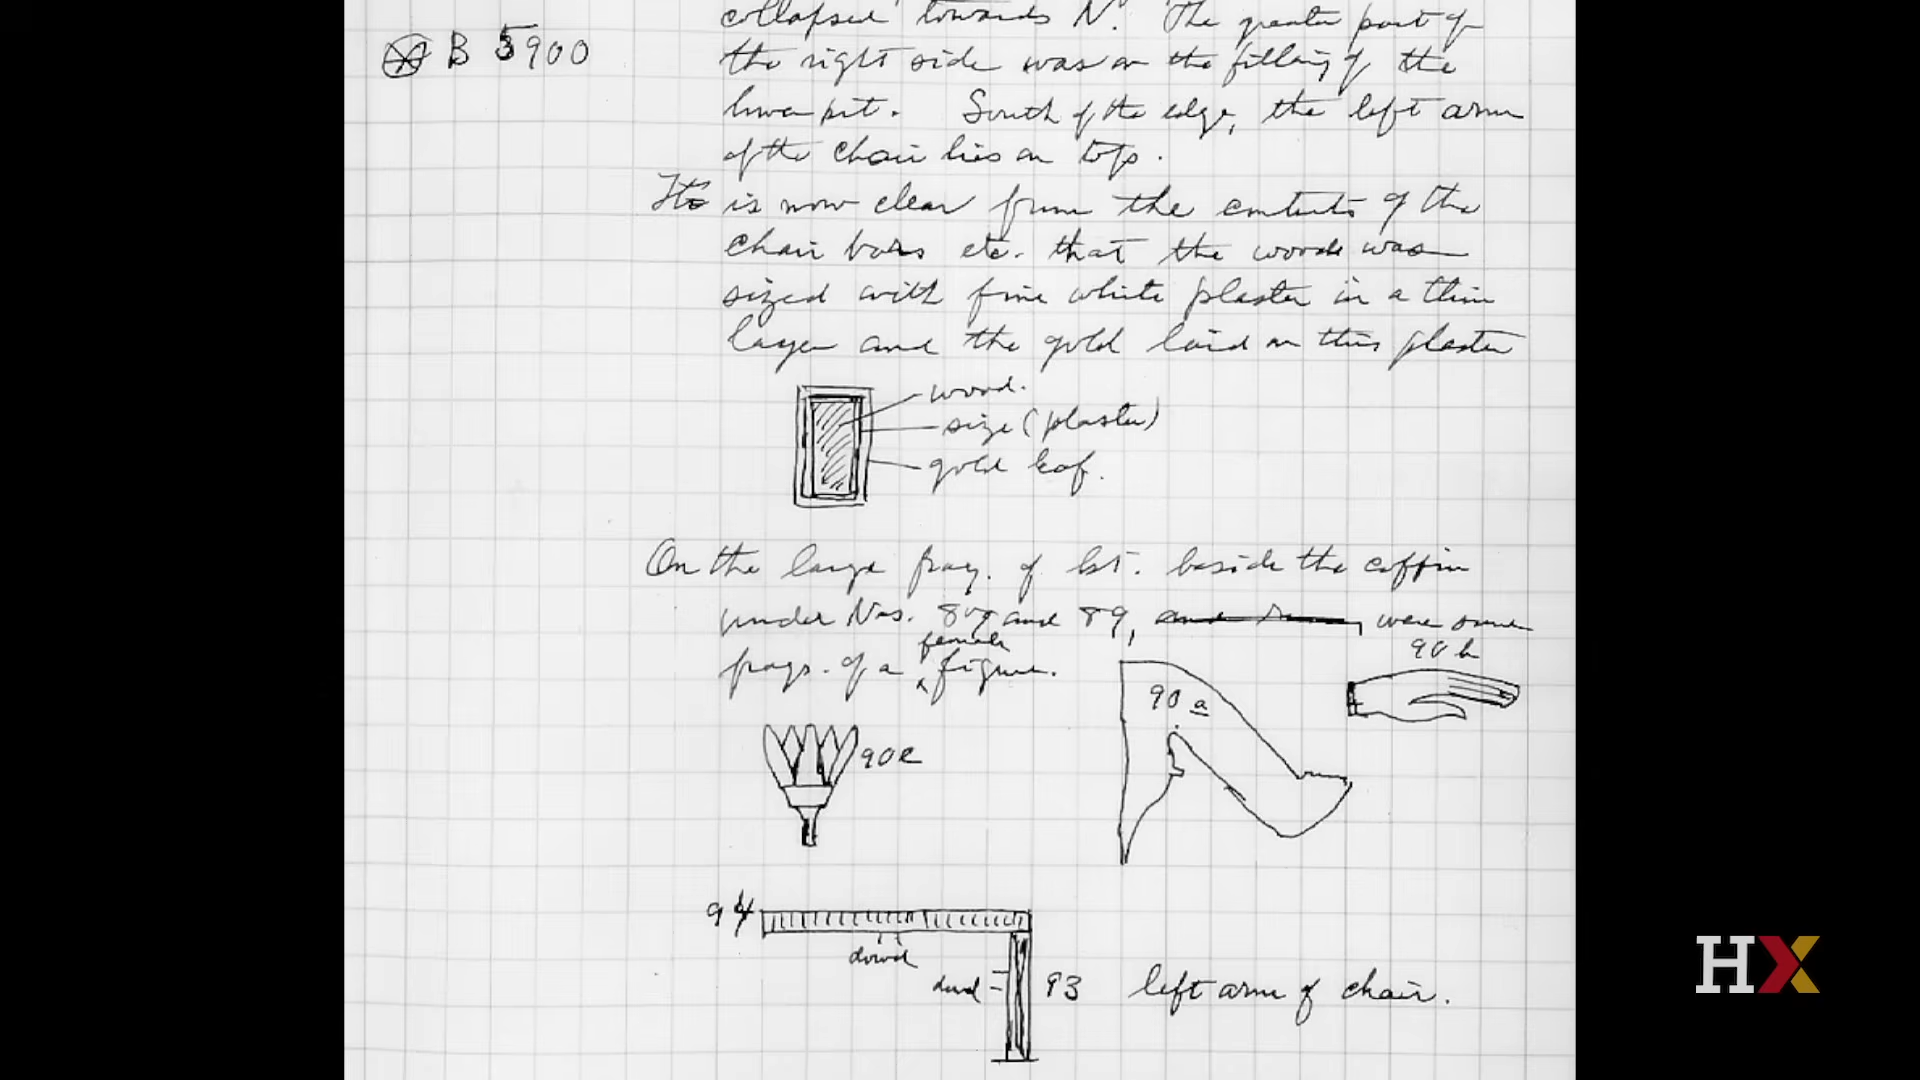 collapsed towards N. The greater part of
B 5900
the right side was on the filling of the
lower pit. South of the edge, the left arm
of the chair lies on top.
It is now clear from the contents of the
chair bars etc. that the wood was
sized with fine white plaster in a thin
layer and the gold laid on this plaster
wood.
size (plaster)
gold leaf.
On the large frag. of lst. beside the coffin
under Nos. and 89, were some
90 b
female
frags. of a ‸ figure.
90 a
90c
94
dowel
dowel
93 left arm of chair.
HX